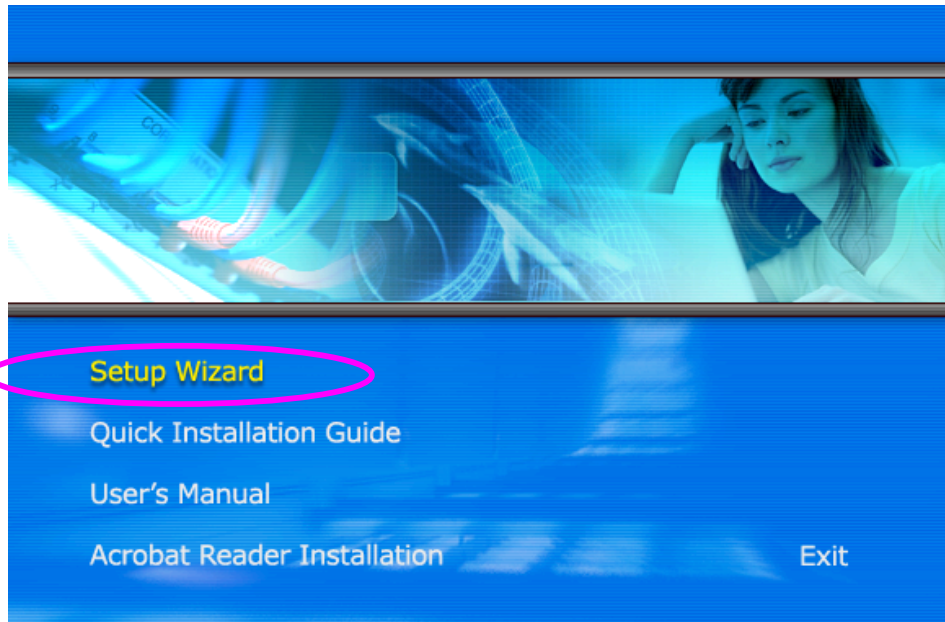 Setup Wizard
Quick Installation Guide
User's Manual
Acrobat Reader Installation
Exit